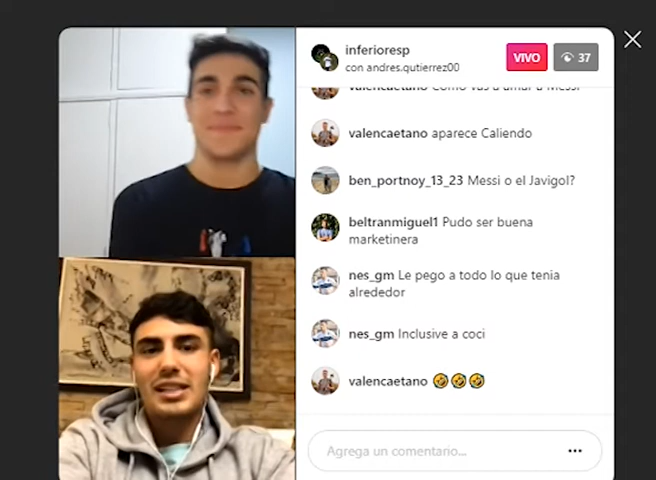 inferioresp
con andres.gutierrez00
VIVO
37
valencaetano Como vas a amar a Messi
valencaetano aparece Caliendo
ben_portnoy_13_23 Messi o el Javigol?
beltranmiguel1 Pudo ser buena
marketinera
nes_gm Le pego a todo lo que tenia
alrededor
nes_gm Inclusive a coci
valencaetano 🤣🤣🤣
Agrega un comentario...